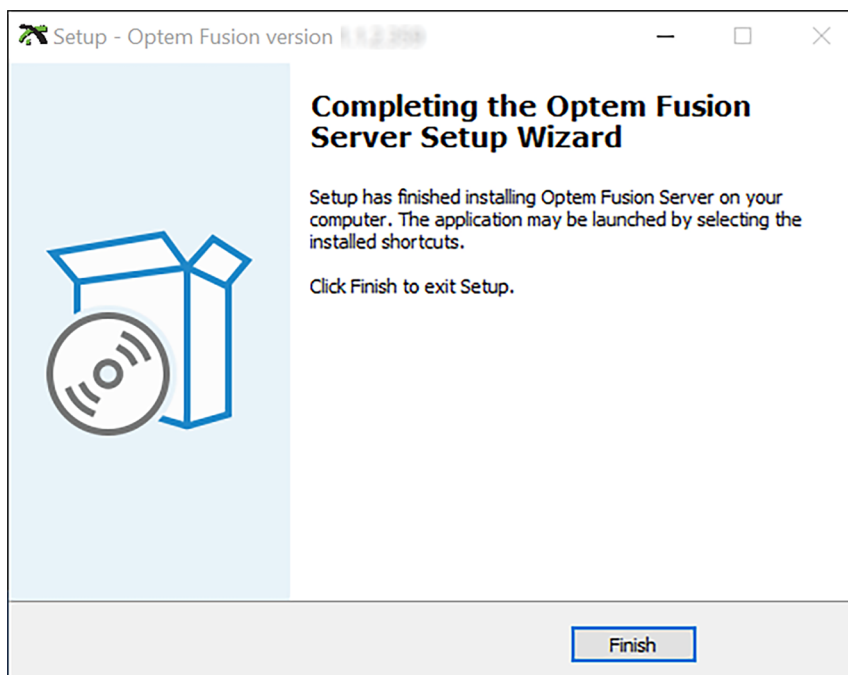 Setup - Optem Fusion version
Completing the Optem Fusion
Server Setup Wizard
Setup has finished installing Optem Fusion Server on your
computer. The application may be launched by selecting the
installed shortcuts.
Click Finish to exit Setup.
Finish